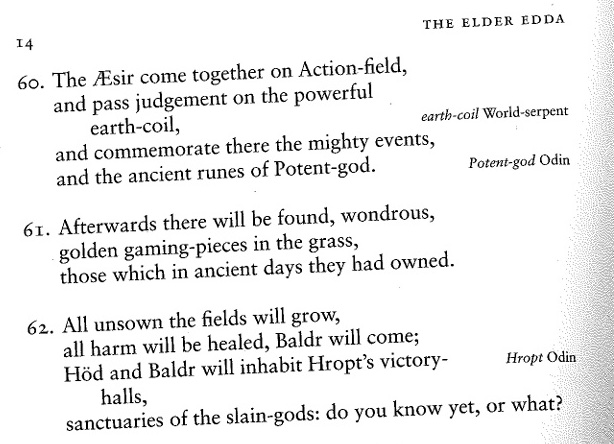 14
THE ELDER EDDA
60. The Æsir come together on Action-field,
and pass judgement on the powerful
earth-coil,
earth-coil World-serpent
and commemorate there the mighty events,
and the ancient runes of Potent-god.
Potent-god Odin
61. Afterwards there will be found, wondrous,
golden gaming-pieces in the grass,
those which in ancient days they had owned.
62. All unsown the fields will grow,
all harm will be healed, Baldr will come;
Höd and Baldr will inhabit Hropt's victory-
Hropt Odin
halls,
sanctuaries of the slain-gods: do you know yet, or what?